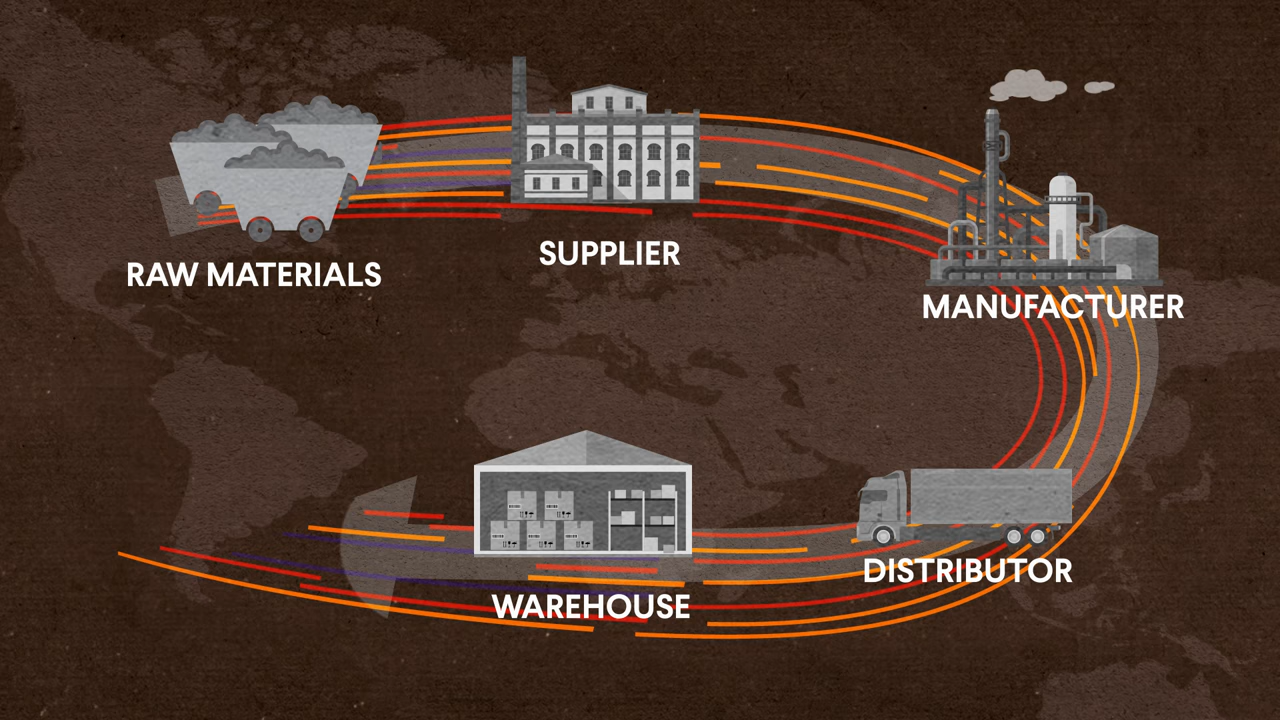 RAW MATERIALS
SUPPLIER
MANUFACTURER
DISTRIBUTOR
WAREHOUSE